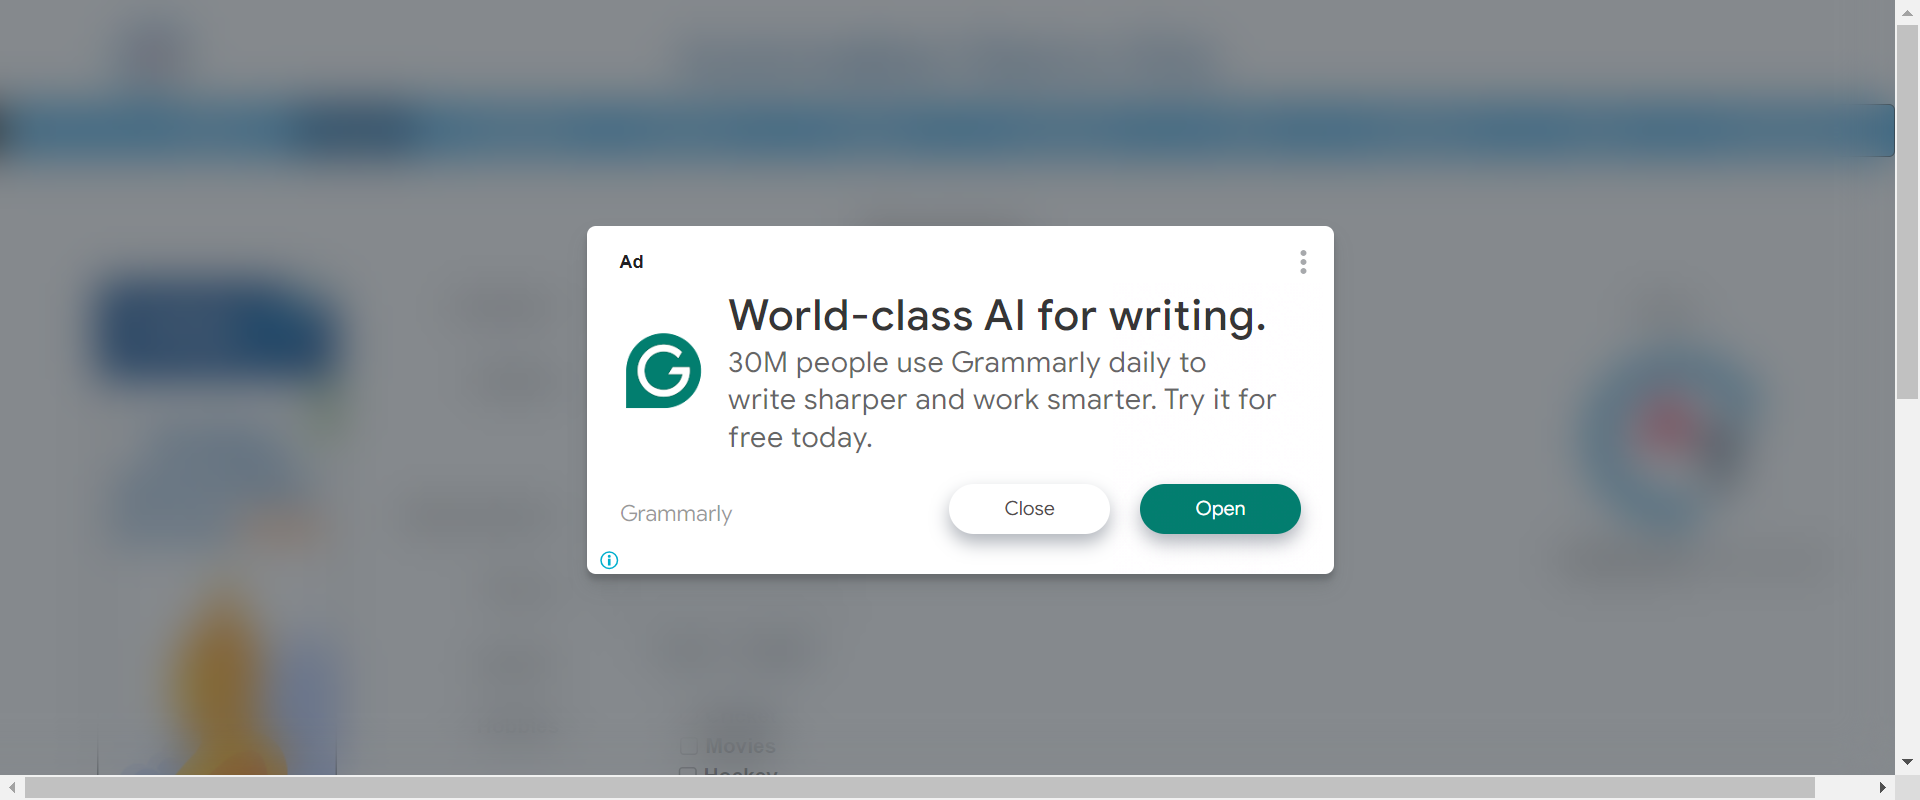 Ad
World-class AI for writing.
30M people use Grammarly daily to
write sharper and work smarter. Try it for
free today.
Grammarly
Close
Open
Movies
Hockey